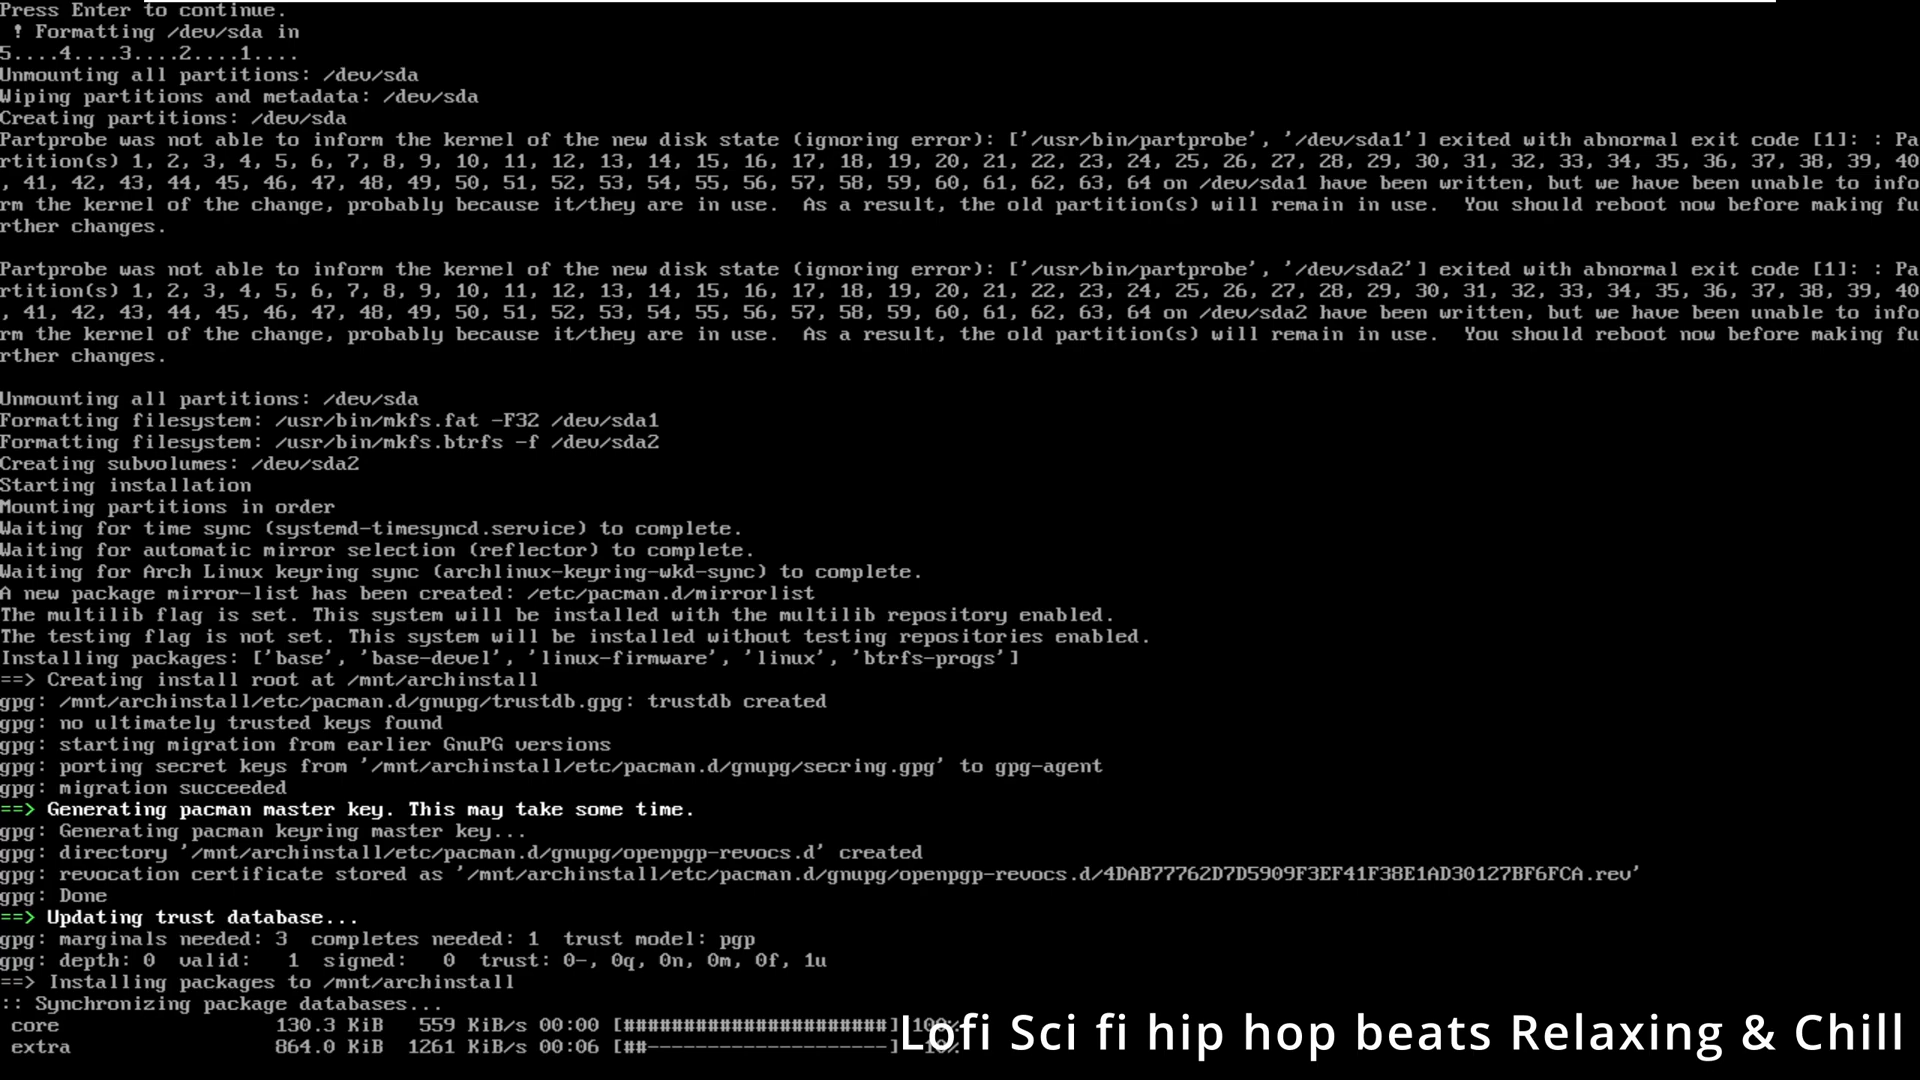 Press Enter to continue.
! Formatting /dev/sda in
5....4....3....2....1....
Unmounting all partitions: /dev/sda
Wiping partitions and metadata: /dev/sda
Creating partitions: /dev/sda
Partprobe was not able to inform the kernel of the new disk state (ignoring error): ['/usr/bin/partprobe', '/dev/sda1'] exited with abnormal exit code [1]: : Pa
rtition(s) 1, 2, 3, 4, 5, 6, 7, 8, 9, 10, 11, 12, 13, 14, 15, 16, 17, 18, 19, 20, 21, 22, 23, 24, 25, 26, 27, 28, 29, 30, 31, 32, 33, 34, 35, 36, 37, 38, 39, 40
, 41, 42, 43, 44, 45, 46, 47, 48, 49, 50, 51, 52, 53, 54, 55, 56, 57, 58, 59, 60, 61, 62, 63, 64 on /dev/sda1 have been written, but we have been unable to info
rm the kernel of the change, probably because it/they are in use.  As a result, the old partition(s) will remain in use.  You should reboot now before making fu
rther changes.
Partprobe was not able to inform the kernel of the new disk state (ignoring error): ['/usr/bin/partprobe', '/dev/sda2'] exited with abnormal exit code [1]: : Pa
rtition(s) 1, 2, 3, 4, 5, 6, 7, 8, 9, 10, 11, 12, 13, 14, 15, 16, 17, 18, 19, 20, 21, 22, 23, 24, 25, 26, 27, 28, 29, 30, 31, 32, 33, 34, 35, 36, 37, 38, 39, 40
, 41, 42, 43, 44, 45, 46, 47, 48, 49, 50, 51, 52, 53, 54, 55, 56, 57, 58, 59, 60, 61, 62, 63, 64 on /dev/sda2 have been written, but we have been unable to info
rm the kernel of the change, probably because it/they are in use.  As a result, the old partition(s) will remain in use.  You should reboot now before making fu
rther changes.
Unmounting all partitions: /dev/sda
Formatting filesystem: /usr/bin/mkfs.fat -F32 /dev/sda1
Formatting filesystem: /usr/bin/mkfs.btrfs -f /dev/sda2
Creating subvolumes: /dev/sda2
Starting installation
Mounting partitions in order
Waiting for time sync (systemd-timesyncd.service) to complete.
Waiting for automatic mirror selection (reflector) to complete.
Waiting for Arch Linux keyring sync (archlinux-keyring-wkd-sync) to complete.
A new package mirror-list has been created: /etc/pacman.d/mirrorlist
The multilib flag is set. This system will be installed with the multilib repository enabled.
The testing flag is not set. This system will be installed without testing repositories enabled.
Installing packages: ['base', 'base-devel', 'linux-firmware', 'linux', 'btrfs-progs']
==> Creating install root at /mnt/archinstall
gpg: /mnt/archinstall/etc/pacman.d/gnupg/trustdb.gpg: trustdb created
gpg: no ultimately trusted keys found
gpg: starting migration from earlier GnuPG versions
gpg: porting secret keys from '/mnt/archinstall/etc/pacman.d/gnupg/secring.gpg' to gpg-agent
gpg: migration succeeded
==> Generating pacman master key. This may take some time.
gpg: Generating pacman keyring master key...
gpg: directory '/mnt/archinstall/etc/pacman.d/gnupg/openpgp-revocs.d' created
gpg: revocation certificate stored as '/mnt/archinstall/etc/pacman.d/gnupg/openpgp-revocs.d/4DAB77762D7D5909F3EF41F38E1AD30127BF6FCA.rev'
gpg: Done
==> Updating trust database...
gpg: marginals needed: 3  completes needed: 1  trust model: pgp
gpg: depth: 0  valid:   1  signed:   0  trust: 0-, 0q, 0n, 0m, 0f, 1u
==> Installing packages to /mnt/archinstall
:: Synchronizing package databases...
core                  130.3 KiB   559 KiB/s 00:00 [######################] 100%
extra                 864.0 KiB  1261 KiB/s 00:06 [##--------------------]  10%
Lofi Sci fi hip hop beats Relaxing & Chill